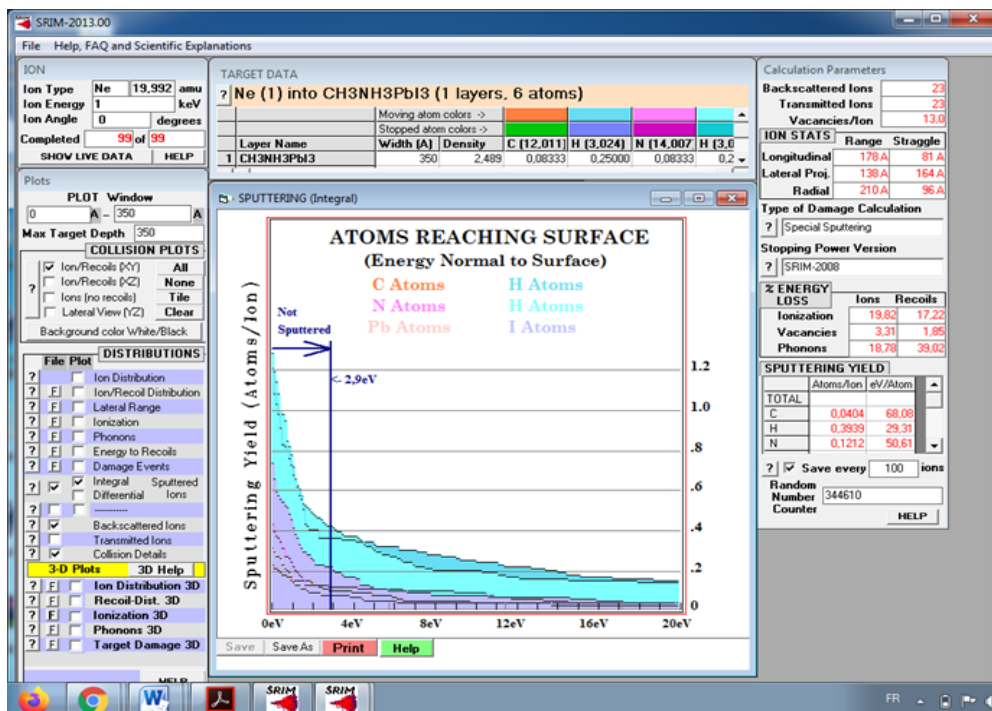 SRIM-2013.00
File Help, FAQ and Scientific Explanations
ION
Ion Type Ne 19,992 amu
Ion Energy 1 keV
Ion Angle 0 degrees
Completed 99 of 99
SHOW LIVE DATA HELP
TARGET DATA
? Ne (1) into CH3NH3PbI3 (1 layers, 6 atoms)
Moving atom colors ->
Stopped atom colors ->
Layer Name Width (A) Density C (12,011) H (3,024) N (14,007) H (3,0
1 CH3NH3PbI3 350 2,489 0,08333 0,25000 0,08333 0,2
Plots
PLOT Window
0 A - 350 A
Max Target Depth 350
COLLISION PLOTS
? Ion/Recoils (XY) All
Ion/Recoils (XZ) None
Ions (no recoils) Tile
Lateral View (YZ) Clear
Background color White/Black
DISTRIBUTIONS
File Plot
? Ion Distribution
? F Ion/Recoil Distribution
? F Lateral Range
? F Ionization
? F Phonons
? F Energy to Recoils
? F Damage Events
? Integral Sputtered
Differential Ions
? ----------
? Backscattered Ions
? Transmitted Ions
? Collision Details
3-D Plots 3D Help
? F Ion Distribution 3D
? F Recoil-Dist. 3D
? F Ionization 3D
? F Phonons 3D
? F Target Damage 3D
HELP
SPUTTERING (Integral)
ATOMS REACHING SURFACE
(Energy Normal to Surface)
C Atoms H Atoms
N Atoms H Atoms
Pb Atoms I Atoms
Not
Sputtered
<- 2,9eV
Sputtering Yield (Atoms/Ion)
1.2
1.0
.8
.6
.4
.2
0
0eV 4eV 8eV 12eV 16eV 20eV
Save Save As Print Help
Calculation Parameters
Backscattered Ions 23
Transmitted Ions 23
Vacancies/Ion 13,0
ION STATS Range Straggle
Longitudinal 178 A 81 A
Lateral Proj. 138 A 164 A
Radial 210 A 96 A
Type of Damage Calculation
? Special Sputtering
Stopping Power Version
? SRIM-2008
% ENERGY LOSS Ions Recoils
Ionization 19,82 17,22
Vacancies 3,31 1,85
Phonons 18,78 39,02
SPUTTERING YIELD
Atoms/Ion eV/Atom
TOTAL
C 0,0404 68,08
H 0,3939 29,31
N 0,1212 50,61
? Save every 100 ions
Random
Number
Counter 344610
HELP
W
SRIM SRIM
FR